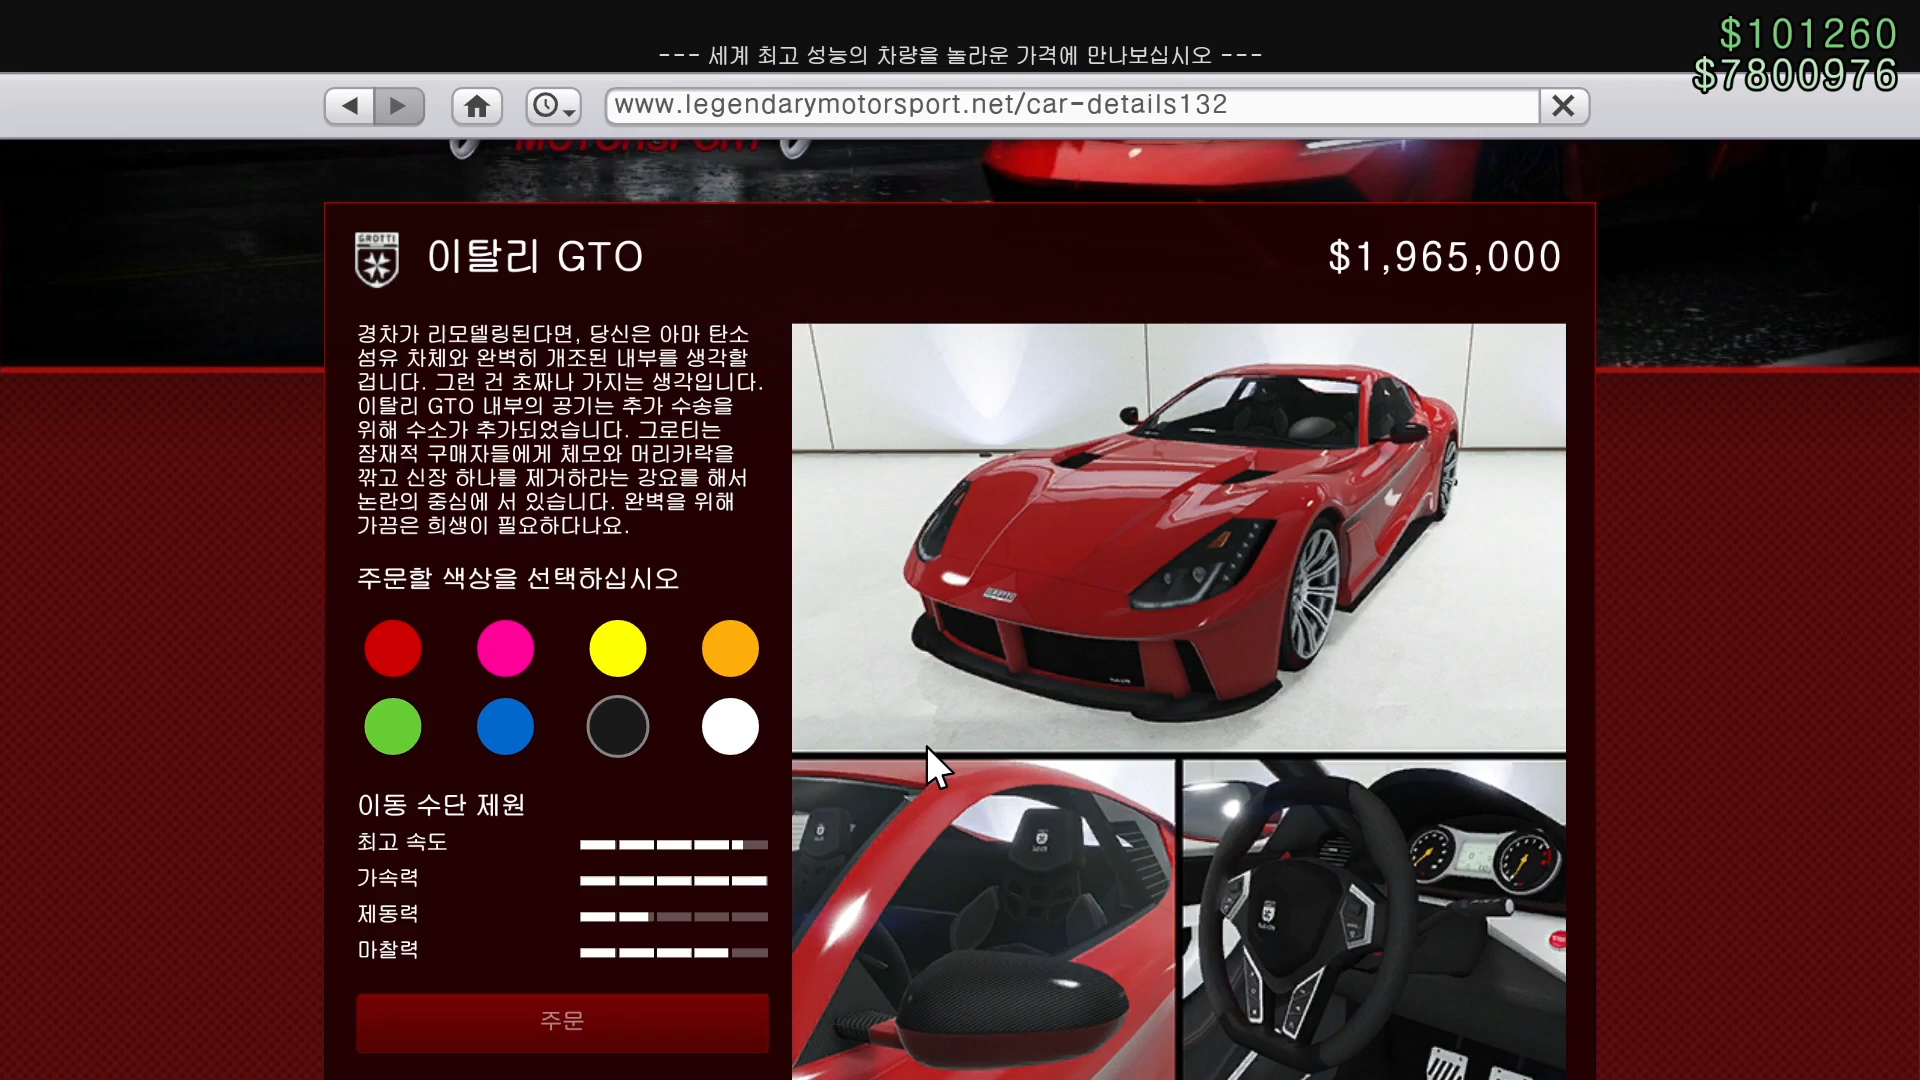 --- 세계 최고 성능의 차량을 놀라운 가격에 만나보십시오 ---
$101260
$7800976
www.legendarymotorsport.net/car-details132
MOTORSPORT
GROTTI
이탈리 GTO
$1,965,000
경차가 리모델링된다면, 당신은 아마 탄소
섬유 차체와 완벽히 개조된 내부를 생각할
겁니다. 그런 건 초짜나 가지는 생각입니다.
이탈리 GTO 내부의 공기는 추가 수송을
위해 수소가 추가되었습니다. 그로티는
잠재적 구매자들에게 체모와 머리카락을
깎고 신장 하나를 제거하라는 강요를 해서
논란의 중심에 서 있습니다. 완벽을 위해
가끔은 희생이 필요하다나요.
주문할 색상을 선택하십시오
이동 수단 제원
최고 속도
가속력
제동력
마찰력
주문